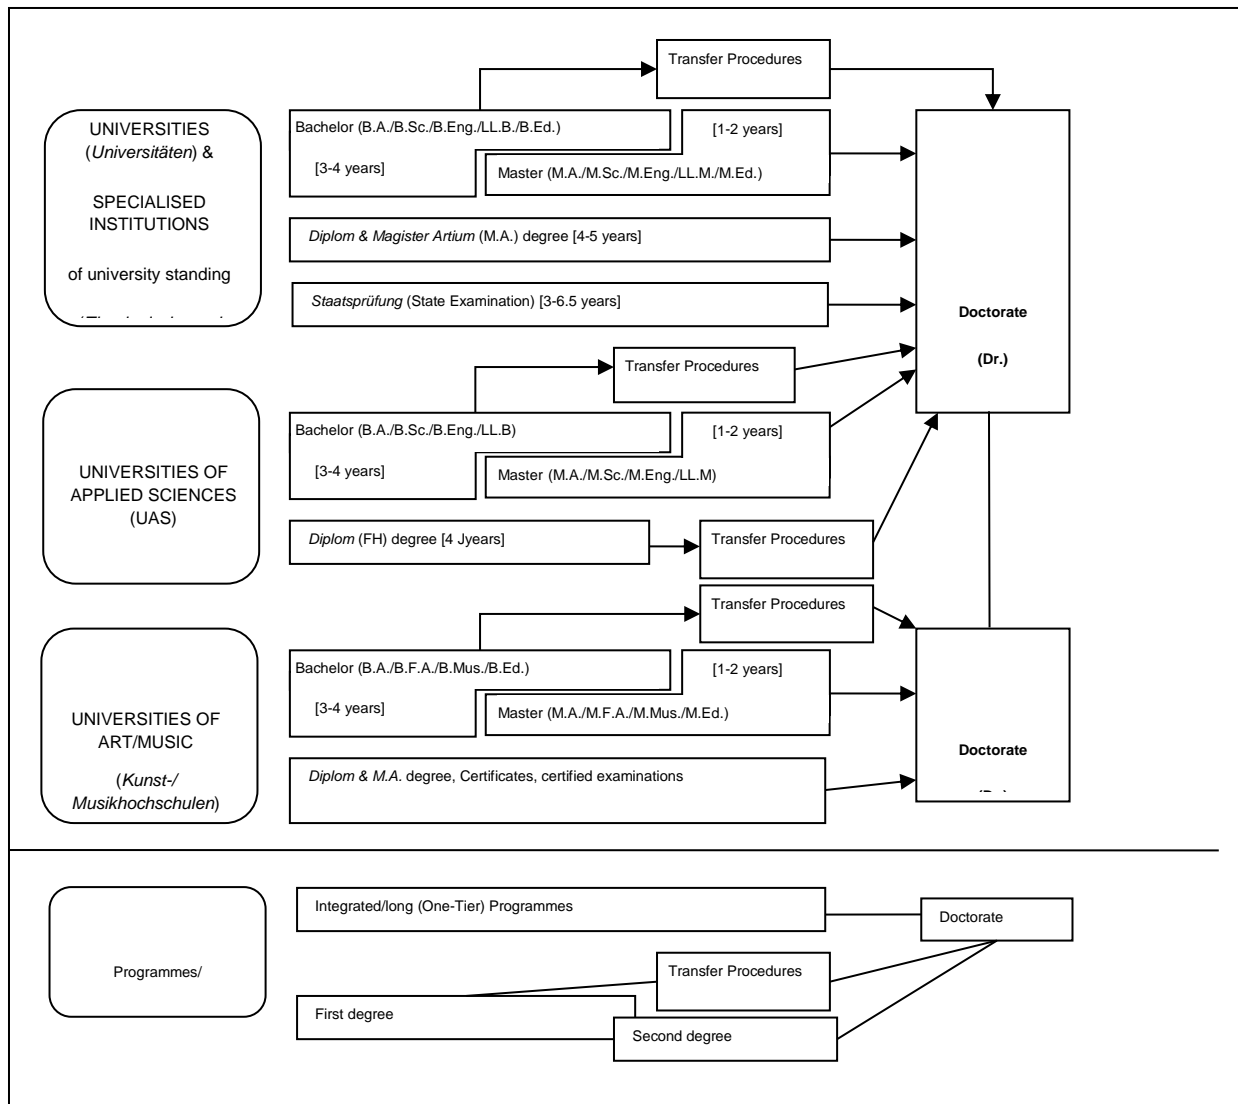 Transfer Procedures
UNIVERSITIES
(Universitäten) &
SPECIALISED
INSTITUTIONS
of university standing
Bachelor (B.A./B.Sc./B.Eng./LL.B./B.Ed.)
[3-4 years]
[1-2 years]
Master (M.A./M.Sc./M.Eng./LL.M./M.Ed.)
Diplom & Magister Artium (M.A.) degree [4-5 years]
Staatsprüfung (State Examination) [3-6.5 years]
Doctorate
(Dr.)
Transfer Procedures
UNIVERSITIES OF
APPLIED SCIENCES
(UAS)
Bachelor (B.A./B.Sc./B.Eng./LL.B)
[3-4 years]
[1-2 years]
Master (M.A./M.Sc./M.Eng./LL.M)
Diplom (FH) degree [4 Jyears]
Transfer Procedures
Transfer Procedures
UNIVERSITIES OF
ART/MUSIC
(Kunst-/
Musikhochschulen)
Bachelor (B.A./B.F.A./B.Mus./B.Ed.)
[3-4 years]
[1-2 years]
Master (M.A./M.F.A./M.Mus./M.Ed.)
Diplom & M.A. degree, Certificates, certified examinations
Doctorate
Programmes/
Integrated/long (One-Tier) Programmes
Doctorate
Transfer Procedures
First degree
Second degree